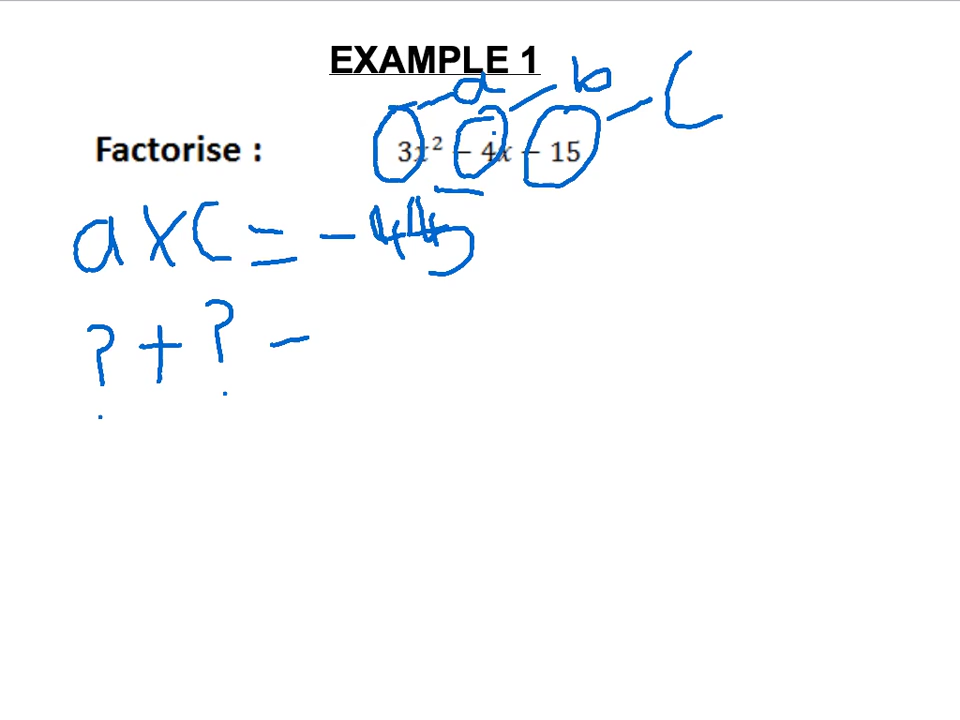 EXAMPLE 1
a b C
Factorise : 3x² − 4x − 15
a x C = -45
? + ? -